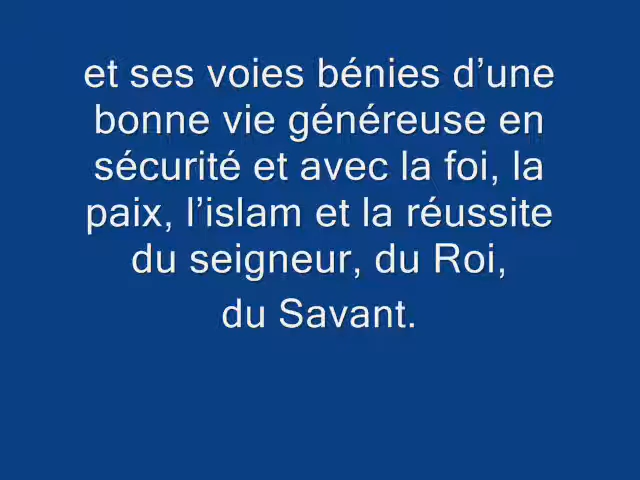 et ses voies bénies d’une
bonne vie généreuse en
sécurité et avec la foi, la
paix, l’islam et la réussite
du seigneur, du Roi,
du Savant.